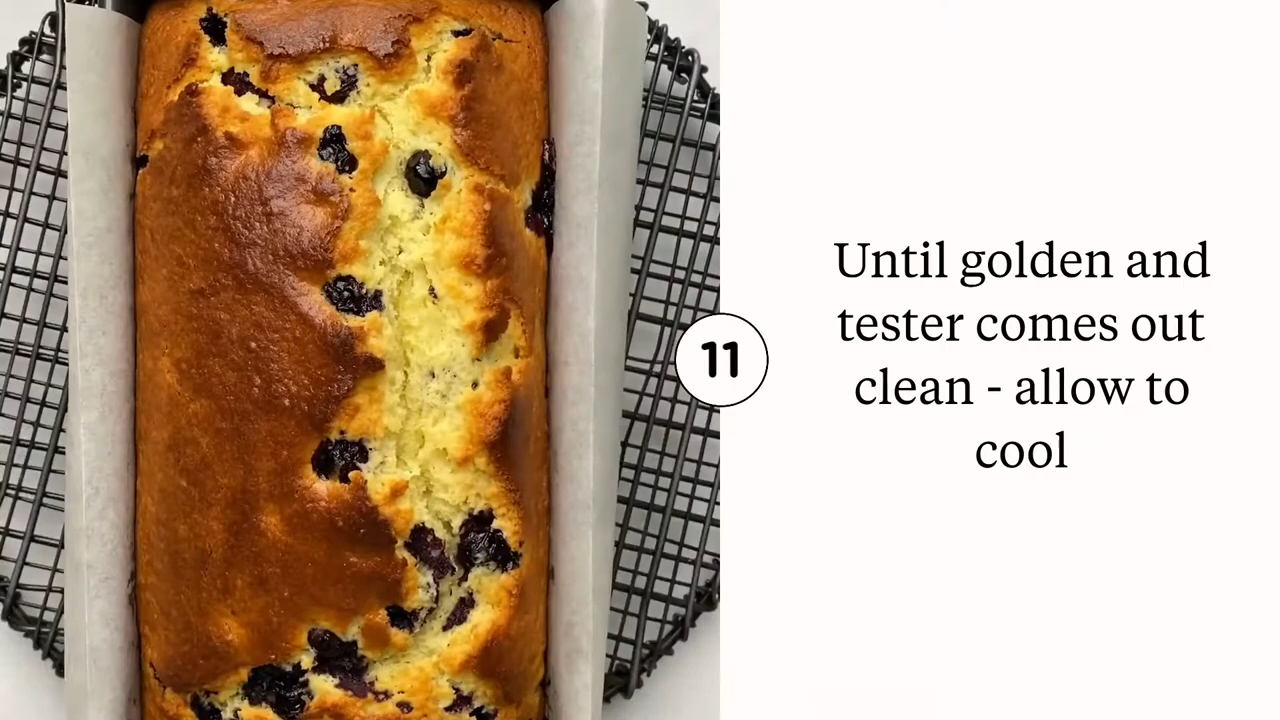 11
Until golden and
tester comes out
clean - allow to
cool